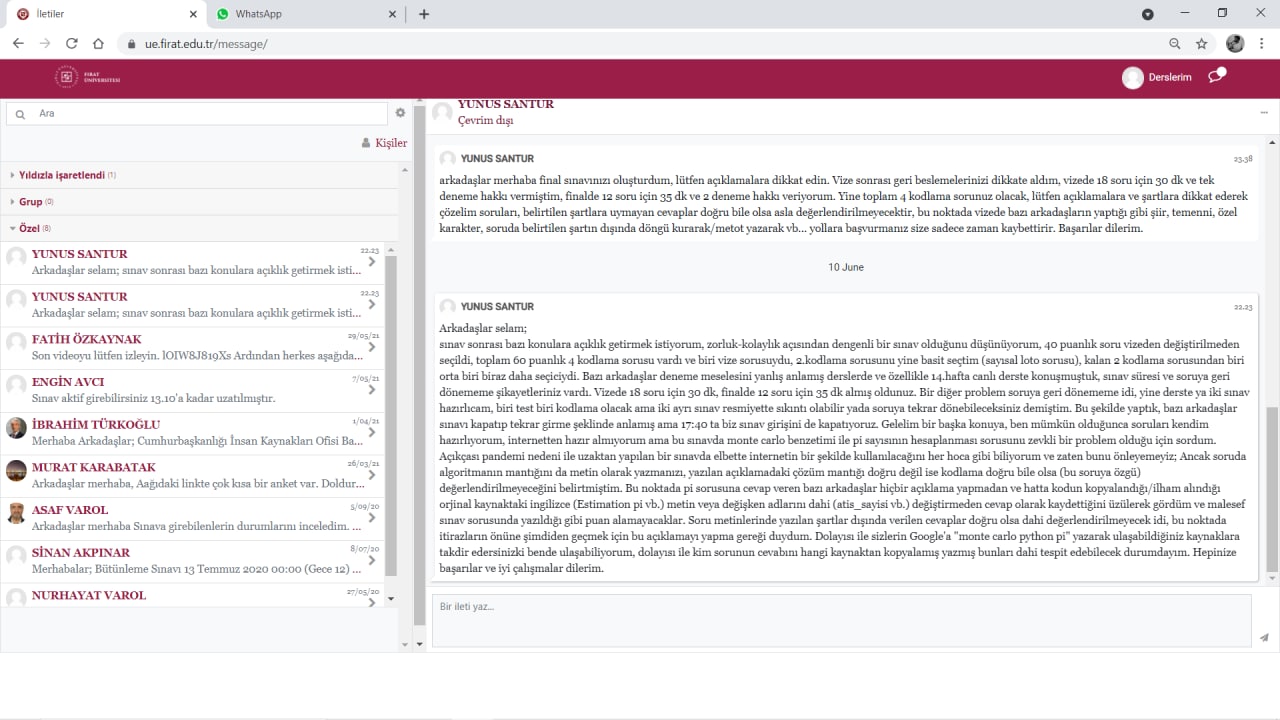 İletiler
WhatsApp
ue.firat.edu.tr/message/
FIRAT
ÜNİVERSİTESİ
Derslerim
Ara
Kişiler
Yıldızla işaretlendi (1)
Grup (0)
Özel (8)
YUNUS SANTUR
22.23
Arkadaşlar selam; sınav sonrası bazı konulara açıklık getirmek isti...
YUNUS SANTUR
22.23
Arkadaşlar selam; sınav sonrası bazı konulara açıklık getirmek isti...
FATİH ÖZKAYNAK
29/05/21
Son videoyu lütfen izleyin. lOIW8J819Xs Ardından herkes aşağıda...
ENGİN AVCI
7/05/21
Sınav aktif girebilirsiniz 13.10'a kadar uzatılmıştır.
İBRAHİM TÜRKOĞLU
1/04/21
Merhaba Arkadaşlar; Cumhurbaşkanlığı İnsan Kaynakları Ofisi Ba...
MURAT KARABATAK
26/03/21
Arkadaşlar merhaba, Aağıdaki linkte çok kısa bir anket var. Doldur...
ASAF VAROL
5/09/20
Arkadaşlar merhaba Sınava girebilenlerin durumlarını inceledim. ...
SİNAN AKPINAR
8/07/20
Merhabalar; Bütünleme Sınavı 13 Temmuz 2020 00:00 (Gece 12) ...
NURHAYAT VAROL
27/05/20
YUNUS SANTUR
Çevrim dışı
YUNUS SANTUR
23.38
arkadaşlar merhaba final sınavınızı oluşturdum, lütfen açıklamalara dikkat edin. Vize sonrası geri beslemelerinizi dikkate aldım, vizede 18 soru için 30 dk ve tek
deneme hakkı vermiştim, finalde 12 soru için 35 dk ve 2 deneme hakkı veriyorum. Yine toplam 4 kodlama sorunuz olacak, lütfen açıklamalara ve şartlara dikkat ederek
çözelim soruları, belirtilen şartlara uymayan cevaplar doğru bile olsa asla değerlendirilmeyecektir, bu noktada vizede bazı arkadaşların yaptığı gibi şiir, temenni, özel
karakter, soruda belirtilen şartın dışında döngü kurarak/metot yazarak vb... yollara başvurmanız size sadece zaman kaybettirir. Başarılar dilerim.
10 June
YUNUS SANTUR
22.23
Arkadaşlar selam;
sınav sonrası bazı konulara açıklık getirmek istiyorum, zorluk-kolaylık açısından dengenli bir sınav olduğunu düşünüyorum, 40 puanlık soru vizeden değiştirilmeden
seçildi, toplam 60 puanlık 4 kodlama sorusu vardı ve biri vize sorusuydu, 2.kodlama sorusunu yine basit seçtim (sayısal loto sorusu), kalan 2 kodlama sorusundan biri
orta biri biraz daha seçiciydi. Bazı arkadaşlar deneme meselesini yanlış anlamış derslerde ve özellikle 14.hafta canlı derste konuşmuştuk, sınav süresi ve soruya geri
dönememe şikayetleriniz vardı. Vizede 18 soru için 30 dk, finalde 12 soru için 35 dk almış oldunuz. Bir diğer problem soruya geri dönememe idi, yine derste ya iki sınav
hazırlıcam, biri test biri kodlama olacak ama iki ayrı sınav resmiyette sıkıntı olabilir yada soruya tekrar dönebileceksiniz demiştim. Bu şekilde yaptık, bazı arkadaşlar
sınavı kapatıp tekrar girme şeklinde anlamış ama 17:40 ta biz sınav girişini de kapatıyoruz. Gelelim bir başka konuya, ben mümkün olduğunca soruları kendim
hazırlıyorum, internetten hazır almıyorum ama bu sınavda monte carlo benzetimi ile pi sayısının hesaplanması sorusunu zevkli bir problem olduğu için sordum.
Açıkçası pandemi nedeni ile uzaktan yapılan bir sınavda elbette internetin bir şekilde kullanılacağını her hoca gibi biliyorum ve zaten bunu önleyemeyiz; Ancak soruda
algoritmanın mantığını da metin olarak yazmanızı, yazılan açıklamadaki çözüm mantığı doğru değil ise kodlama doğru bile olsa (bu soruya özgü)
değerlendirilmeyeceğini belirtmiştim. Bu noktada pi sorusuna cevap veren bazı arkadaşlar hiçbir açıklama yapmadan ve hatta kodun kopyalandığı/ilham alındığı
orjinal kaynaktaki ingilizce (Estimation pi vb.) metin veya değişken adlarını dahi (atis_sayisi vb.) değiştirmeden cevap olarak kaydettiğini üzülerek gördüm ve malesef
sınav sorusunda yazıldığı gibi puan alamayacaklar. Soru metinlerinde yazılan şartlar dışında verilen cevaplar doğru olsa dahi değerlendirilmeyecek idi, bu noktada
itirazların önüne şimdiden geçmek için bu açıklamayı yapma gereği duydum. Dolayısı ile sizlerin Google'a "monte carlo python pi" yazarak ulaşabildiğiniz kaynaklara
takdir edersinizki bende ulaşabiliyorum, dolayısı ile kim sorunun cevabını hangi kaynaktan kopyalamış yazmış bunları dahi tespit edebilecek durumdayım. Hepinize
başarılar ve iyi çalışmalar dilerim.
Bir ileti yaz...